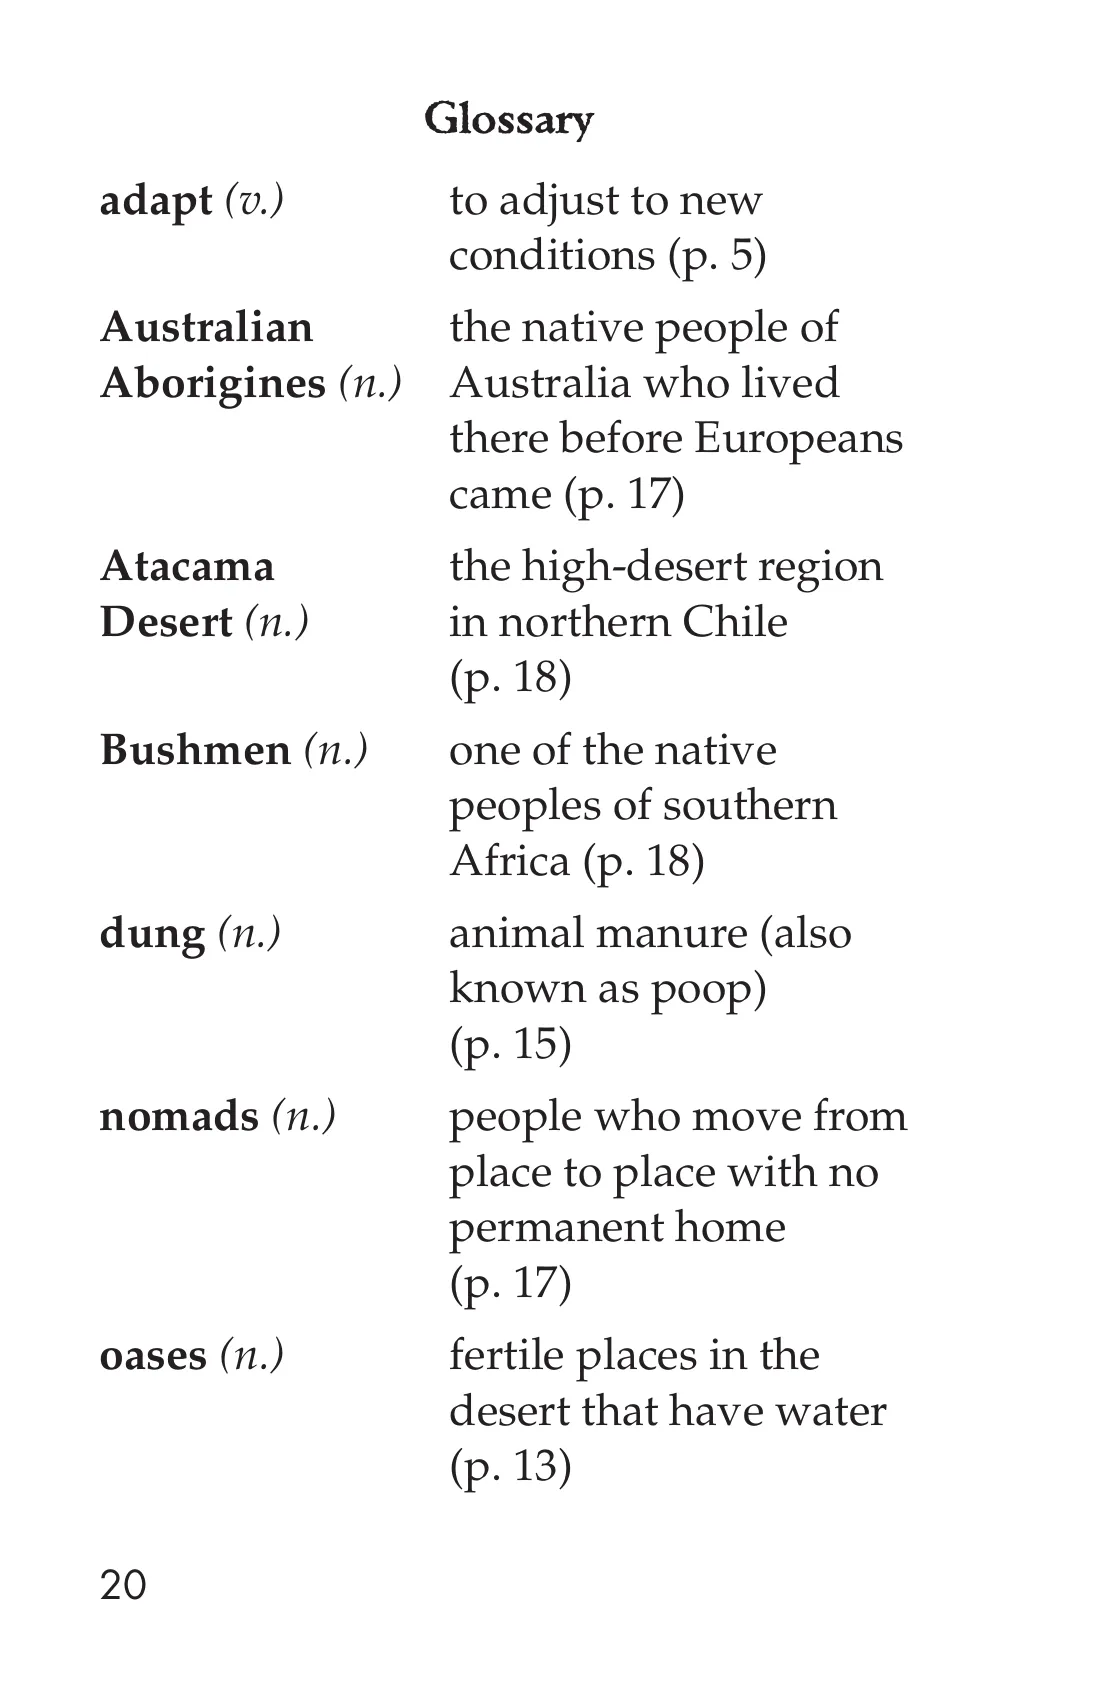 Glossary
adapt (v.) to adjust to new
conditions (p. 5)
Australian the native people of
Aborigines (n.) Australia who lived
there before Europeans
came (p. 17)
Atacama the high-desert region
Desert (n.) in northern Chile
(p. 18)
Bushmen (n.) one of the native
peoples of southern
Africa (p. 18)
dung (n.) animal manure (also
known as poop)
(p. 15)
nomads (n.) people who move from
place to place with no
permanent home
(p. 17)
oases (n.) fertile places in the
desert that have water
(p. 13)
20